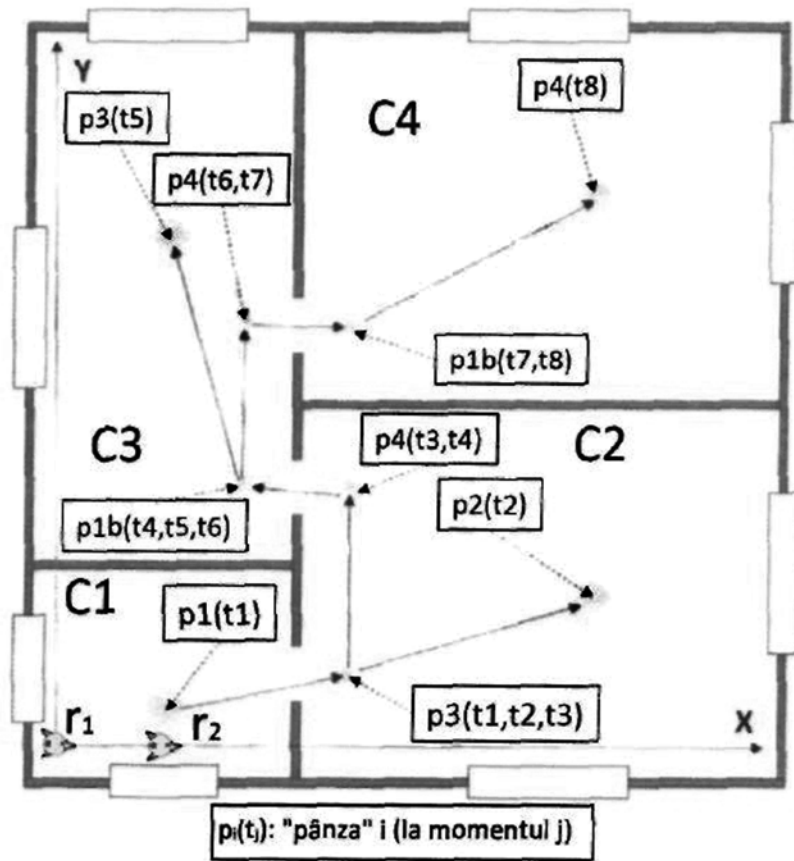 Y
p3(t5)
C4
p4(t8)
p4(t6,t7)
p1b(t7,t8)
C3
p4(t3,t4)
C2
p1b(t4,t5,t6)
p2(t2)
C1
p1(t1)
r1
r2
p3(t1,t2,t3)
X
pi(tj): "pânza" i (la momentul j)